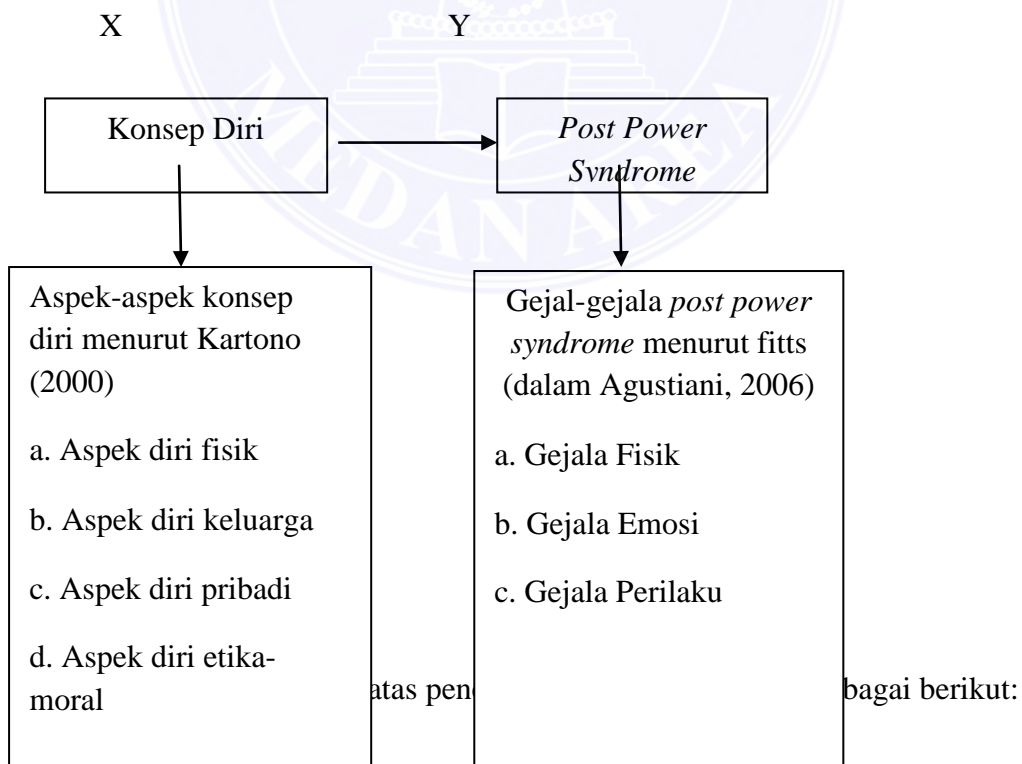 X Y
Konsep Diri
Post Power
Syndrome
Aspek-aspek konsep
diri menurut Kartono
(2000)
a. Aspek diri fisik
b. Aspek diri keluarga
c. Aspek diri pribadi
d. Aspek diri etika-
moral
Gejal-gejala post power
syndrome menurut fitts
(dalam Agustiani, 2006)
a. Gejala Fisik
b. Gejala Emosi
c. Gejala Perilaku
atas pen bagai berikut:
MEDAN AREA